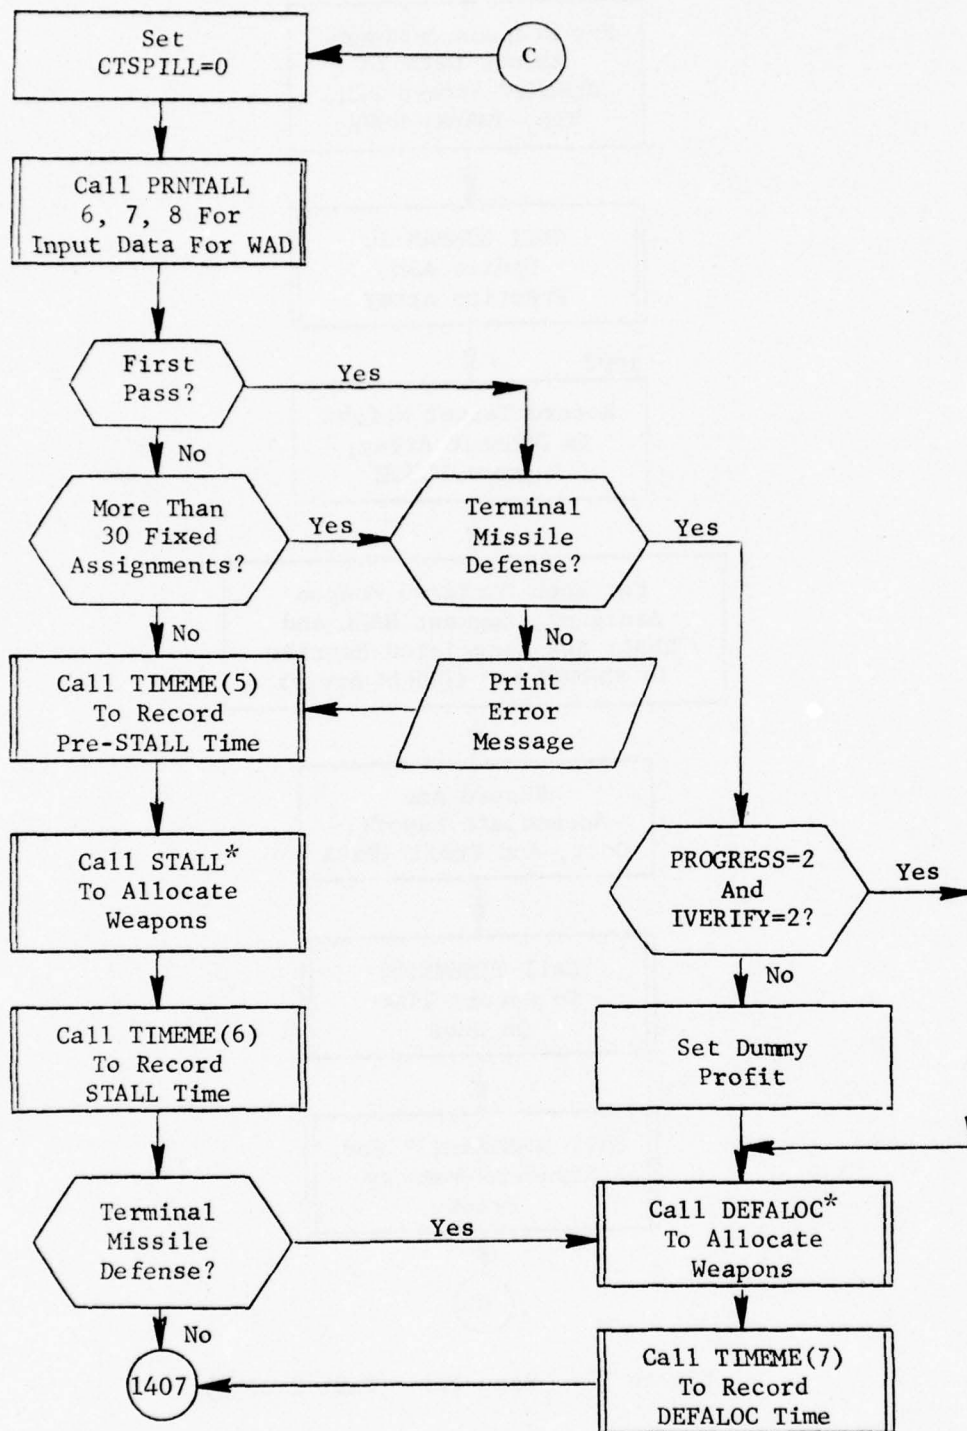 Set
CTSPILL=0
C
Call PRNTALL
6, 7, 8 For
Input Data For WAD
First
Pass?
Yes
No
More Than
30 Fixed
Assignments?
Yes
Terminal
Missile
Defense?
Yes
No
No
Call TIMEME(5)
To Record
Pre-STALL Time
Print
Error
Message
Call STALL*
To Allocate
Weapons
PROGRESS=2
And
IVERIFY=2?
Yes
No
Call TIMEME(6)
To Record
STALL Time
Set Dummy
Profit
Terminal
Missile
Defense?
Yes
Call DEFALOC*
To Allocate
Weapons
No
1407
Call TIMEME(7)
To Record
DEFALOC Time